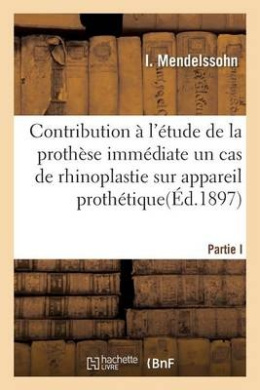 I. Mendelssohn
Contribution à l'étude de la prothèse immédiate un cas
de rhinoplastie sur appareil prothétique(Éd.1897)
Partie I
hachette
LIVRE
BnF